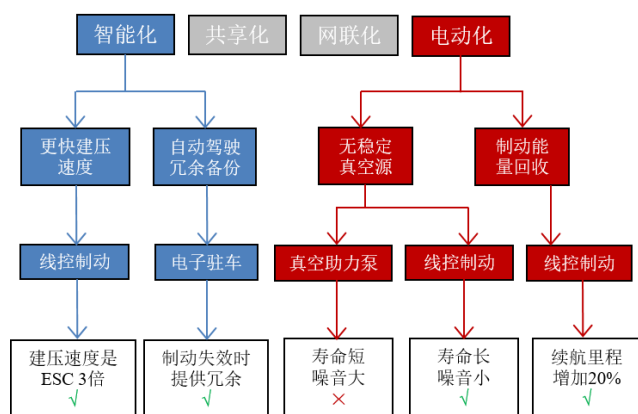 智能化
共享化
网联化
电动化
更快建压
速度
自动驾驶
冗余备份
无稳定
真空源
制动能
量回收
线控制动
电子驻车
真空助力泵
线控制动
线控制动
建压速度是
ESC 3倍
√
制动失效时
提供冗余
√
寿命短
噪音大
×
寿命长
噪音小
√
续航里程
增加20%
√